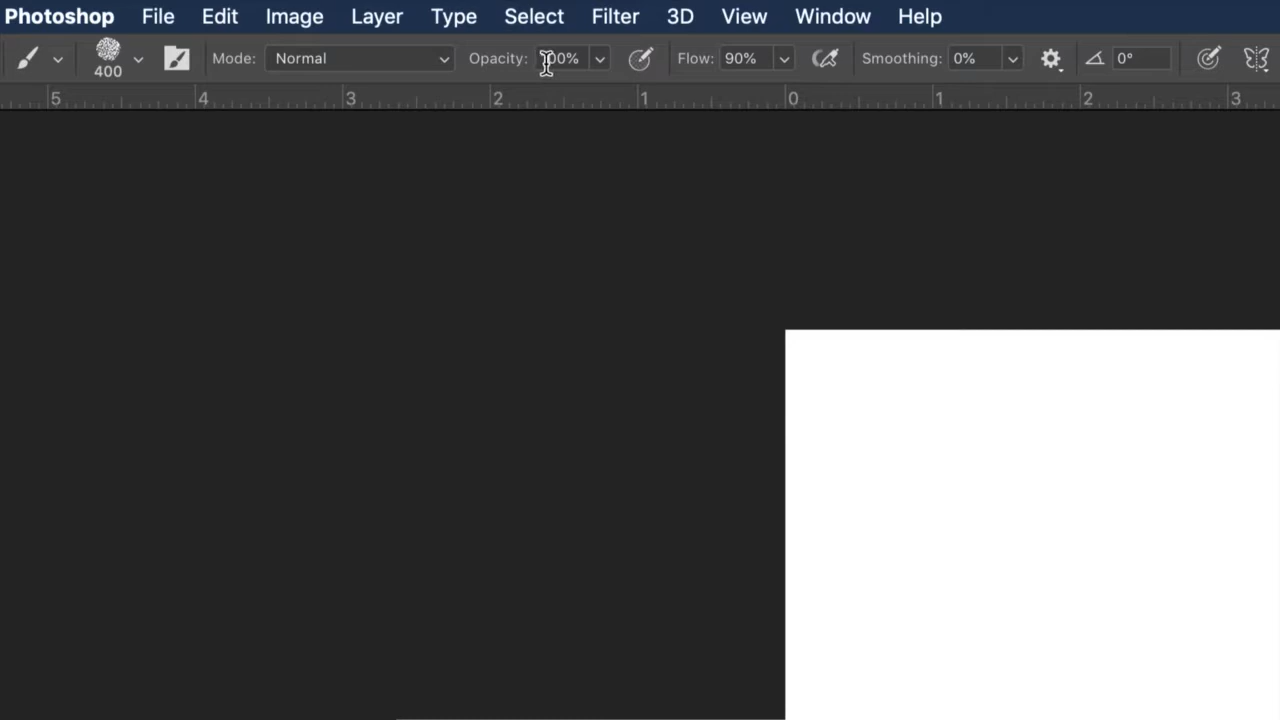 Photoshop File Edit Image Layer Type Select Filter 3D View Window Help
400 Mode: Normal Opacity: 100% Flow: 90% Smoothing: 0% 0°
5 4 3 2 1 0 1 2 3